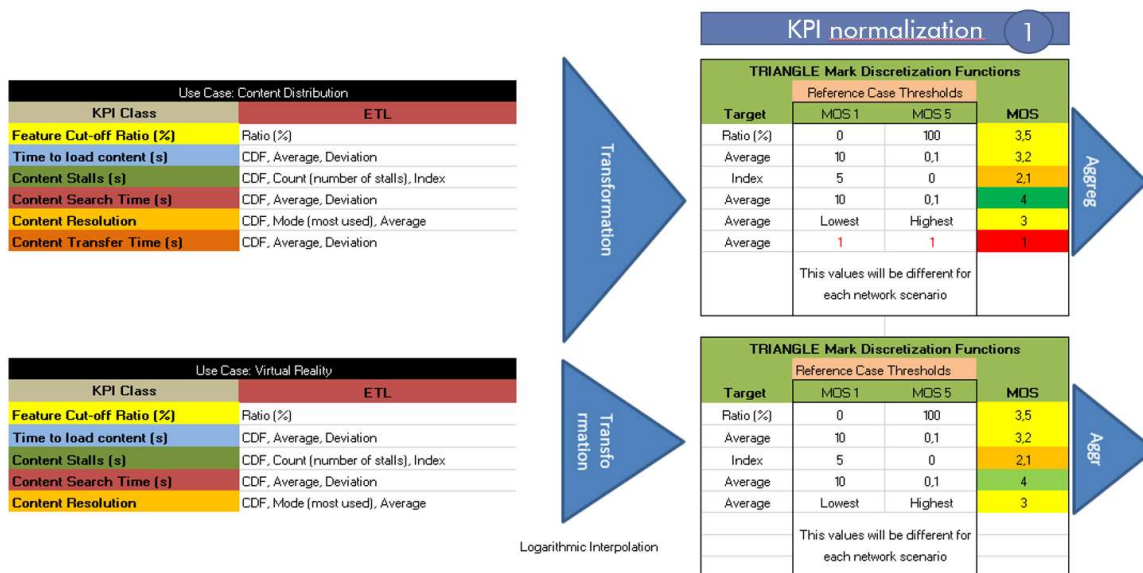 KPI normalization 1
Use Case: Content Distribution
KPI Class ETL
Feature Cut-off Ratio (%) Ratio (%)
Time to load content (s) CDF, Average, Deviation
Content Stalls (s) CDF, Count (number of stalls), Index
Content Search Time (s) CDF, Average, Deviation
Content Resolution CDF, Mode (most used), Average
Content Transfer Time (s) CDF, Average, Deviation
Transformation
TRIANGLE Mark Discretization Functions
Reference Case Thresholds
Target MOS 1 MOS 5 MOS
Ratio (%) 0 100 3,5
Average 10 0,1 3,2
Index 5 0 2,1
Average 10 0,1 4
Average Lowest Highest 3
Average 1 1 1
This values will be different for
each network scenario
Aggreg
Use Case: Virtual Reality
KPI Class ETL
Feature Cut-off Ratio (%) Ratio (%)
Time to load content (s) CDF, Average, Deviation
Content Stalls (s) CDF, Count (number of stalls), Index
Content Search Time (s) CDF, Average, Deviation
Content Resolution CDF, Mode (most used), Average
Transfo
rmation
Logarithmic Interpolation
TRIANGLE Mark Discretization Functions
Reference Case Thresholds
Target MOS 1 MOS 5 MOS
Ratio (%) 0 100 3,5
Average 10 0,1 3,2
Index 5 0 2,1
Average 10 0,1 4
Average Lowest Highest 3
This values will be different for
each network scenario
Aggr